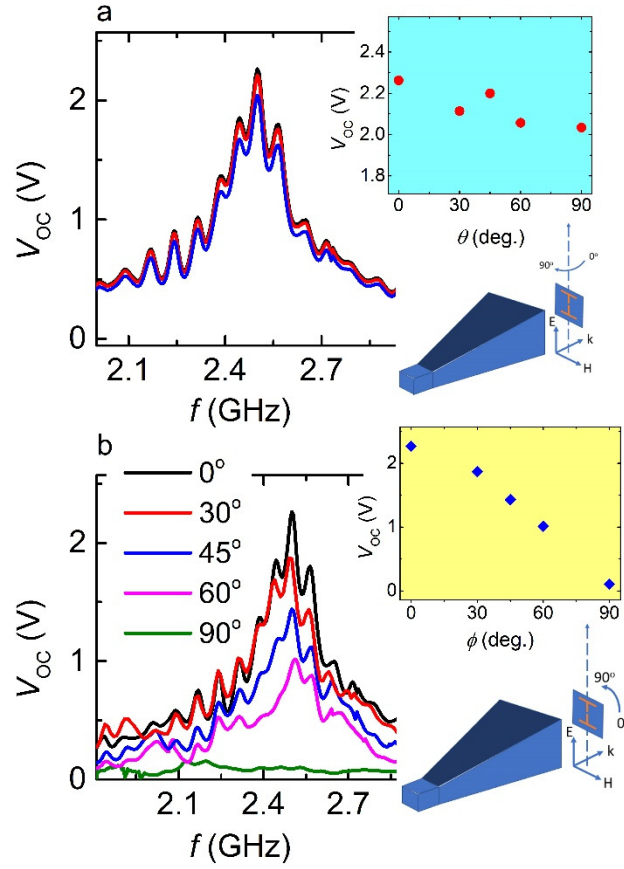 a
2
1
0
V_OC (V)
2.1
2.4
2.7
f (GHz)
2.4
2.2
2.0
1.8
V_OC (V)
0
30
60
90
θ (deg.)
90°
0°
E
k
H
b
0°
30°
45°
60°
90°
2
1
0
V_OC (V)
2.1
2.4
2.7
f (GHz)
2
1
0
V_OC (V)
0
30
60
90
ϕ (deg.)
90°
0
E
k
H